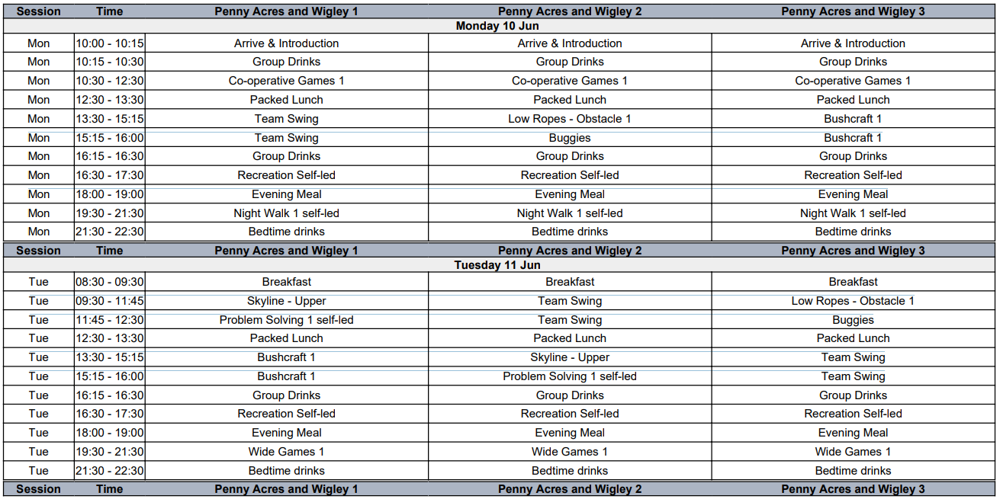 Session Time Penny Acres and Wigley 1 Penny Acres and Wigley 2 Penny Acres and Wigley 3
Monday 10 Jun
Mon 10:00 - 10:15 Arrive & Introduction Arrive & Introduction Arrive & Introduction
Mon 10:15 - 10:30 Group Drinks Group Drinks Group Drinks
Mon 10:30 - 12:30 Co-operative Games 1 Co-operative Games 1 Co-operative Games 1
Mon 12:30 - 13:30 Packed Lunch Packed Lunch Packed Lunch
Mon 13:30 - 15:15 Team Swing Low Ropes - Obstacle 1 Bushcraft 1
Mon 15:15 - 16:00 Team Swing Buggies Bushcraft 1
Mon 16:15 - 16:30 Group Drinks Group Drinks Group Drinks
Mon 16:30 - 17:30 Recreation Self-led Recreation Self-led Recreation Self-led
Mon 18:00 - 19:00 Evening Meal Evening Meal Evening Meal
Mon 19:30 - 21:30 Night Walk 1 self-led Night Walk 1 self-led Night Walk 1 self-led
Mon 21:30 - 22:30 Bedtime drinks Bedtime drinks Bedtime drinks
Session Time Penny Acres and Wigley 1 Penny Acres and Wigley 2 Penny Acres and Wigley 3
Tuesday 11 Jun
Tue 08:30 - 09:30 Breakfast Breakfast Breakfast
Tue 09:30 - 11:45 Skyline - Upper Team Swing Low Ropes - Obstacle 1
Tue 11:45 - 12:30 Problem Solving 1 self-led Team Swing Buggies
Tue 12:30 - 13:30 Packed Lunch Packed Lunch Packed Lunch
Tue 13:30 - 15:15 Bushcraft 1 Skyline - Upper Team Swing
Tue 15:15 - 16:00 Bushcraft 1 Problem Solving 1 self-led Team Swing
Tue 16:15 - 16:30 Group Drinks Group Drinks Group Drinks
Tue 16:30 - 17:30 Recreation Self-led Recreation Self-led Recreation Self-led
Tue 18:00 - 19:00 Evening Meal Evening Meal Evening Meal
Tue 19:30 - 21:30 Wide Games 1 Wide Games 1 Wide Games 1
Tue 21:30 - 22:30 Bedtime drinks Bedtime drinks Bedtime drinks
Session Time Penny Acres and Wigley 1 Penny Acres and Wigley 2 Penny Acres and Wigley 3